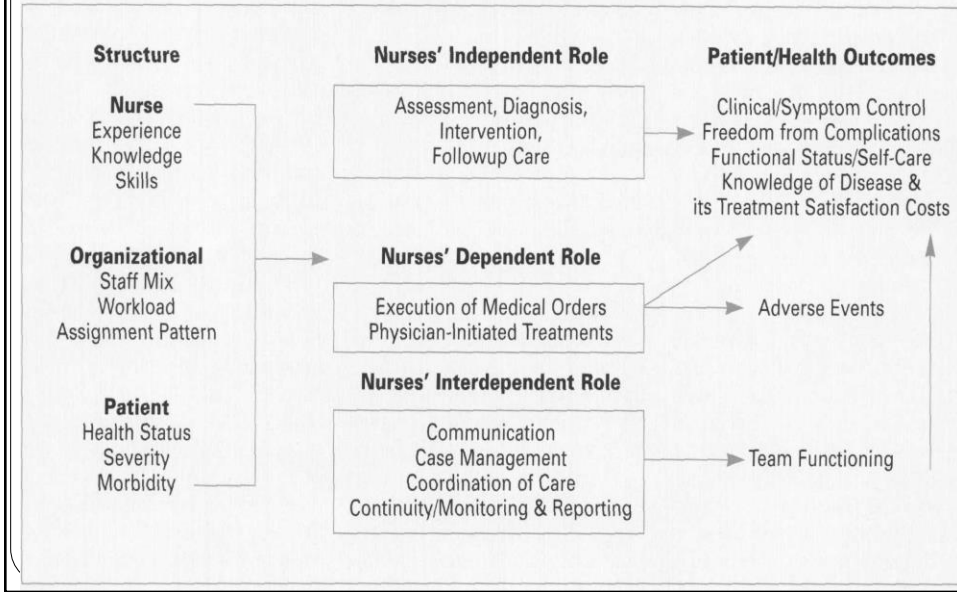 Structure
Nurse
Experience
Knowledge
Skills
Organizational
Staff Mix
Workload
Assignment Pattern
Patient
Health Status
Severity
Morbidity
Nurses' Independent Role
Assessment, Diagnosis,
Intervention,
Followup Care
Nurses' Dependent Role
Execution of Medical Orders
Physician-Initiated Treatments
Nurses' Interdependent Role
Communication
Case Management
Coordination of Care
Continuity/Monitoring & Reporting
Patient/Health Outcomes
Clinical/Symptom Control
Freedom from Complications
Functional Status/Self-Care
Knowledge of Disease &
its Treatment Satisfaction Costs
Adverse Events
Team Functioning